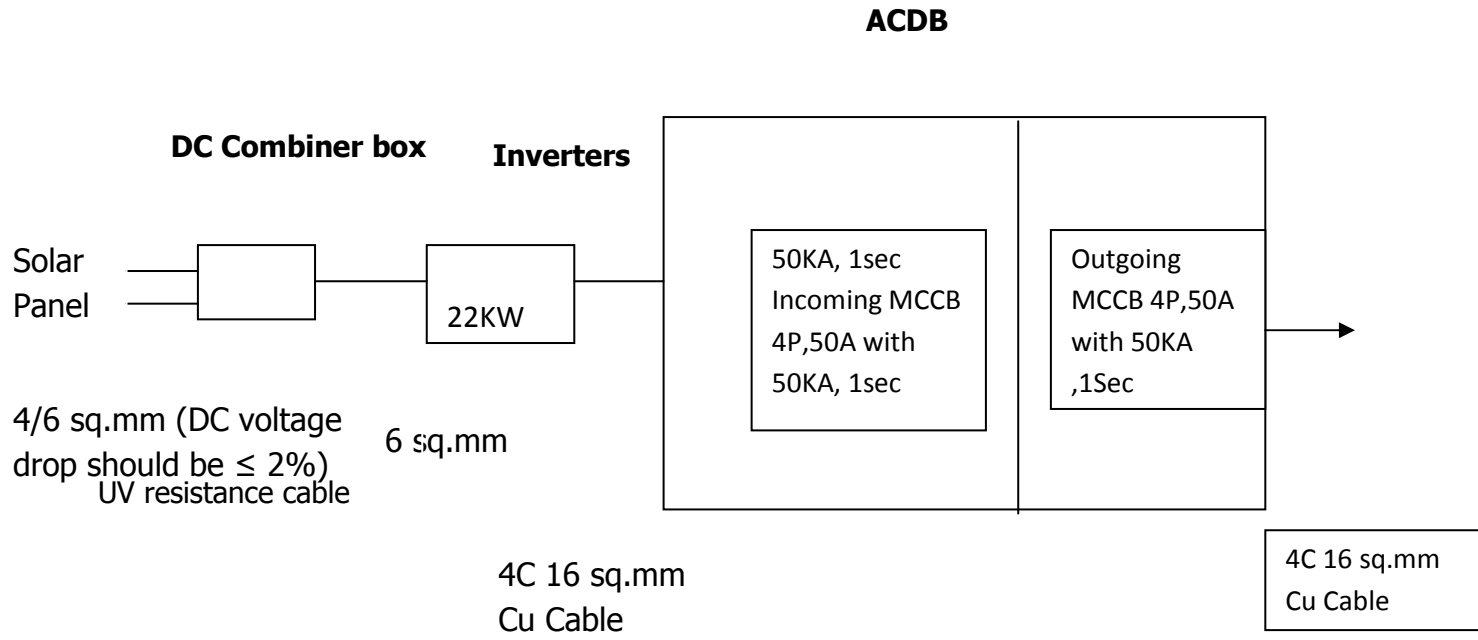 ACDB
DC Combiner box
Inverters
Solar
Panel
22KW
50KA, 1sec
Incoming MCCB
4P,50A with
50KA, 1sec
Outgoing
MCCB 4P,50A
with 50KA
,1Sec
4/6 sq.mm (DC voltage
drop should be ≤ 2%)
UV resistance cable
6 sq.mm
4C 16 sq.mm
Cu Cable
4C 16 sq.mm
Cu Cable